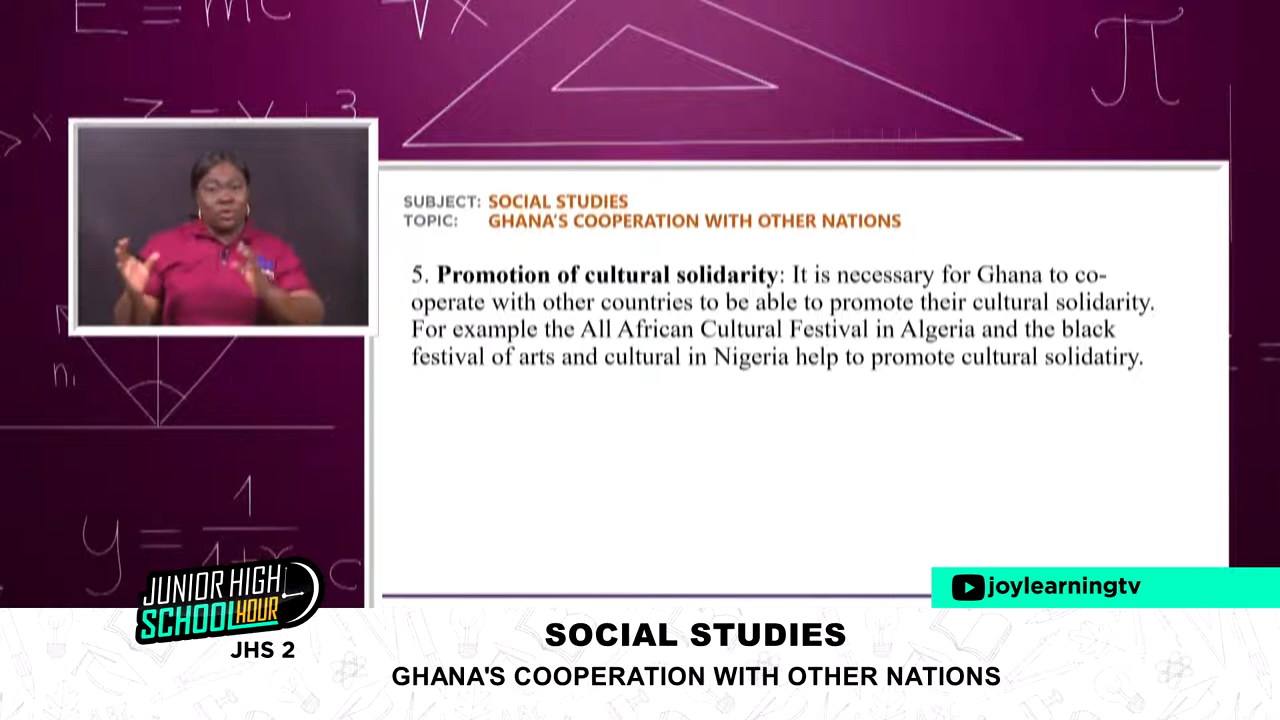 E = mc √x
π
> x
z = y + 3
SUBJECT: SOCIAL STUDIES
TOPIC: GHANA'S COOPERATION WITH OTHER NATIONS
5. Promotion of cultural solidarity: It is necessary for Ghana to co-
operate with other countries to be able to promote their cultural solidarity.
For example the All African Cultural Festival in Algeria and the black
festival of arts and cultural in Nigeria help to promote cultural solidatiry.
n
y = 1
1+x
c
joylearningtv
JUNIOR HIGH
SCHOOL HOUR
JHS 2
SOCIAL STUDIES
GHANA'S COOPERATION WITH OTHER NATIONS